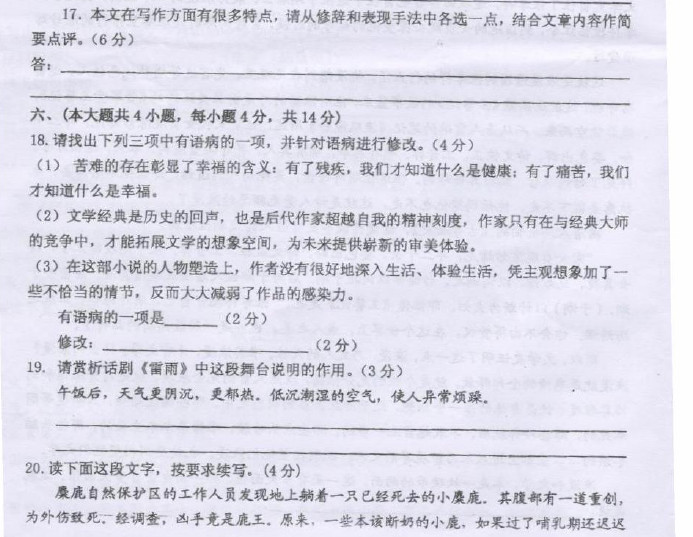 17. 本文在写作方面有很多特点，请从修辞和表现手法中各选一点，结合文章内容作简
要点评。(6 分)
答：
六、(本大题共 4 小题，每小题 4 分，共 14 分)
18.请找出下列三项中有语病的一项，并针对语病进行修改。(4 分)
（1） 苦难的存在彰显了幸福的含义：有了残疾，我们才知道什么是健康；有了痛苦，我们
才知道什么是幸福。
（2）文学经典是历史的回声，也是后代作家超越自我的精神刻度，作家只有在与经典大师
的竞争中，才能拓展文学的想象空间，为未来提供崭新的审美体验。
（3）在这部小说的人物塑造上，作者没有很好地深入生活、体验生活，凭主观想象加了一
些不恰当的情节，反而大大减弱了作品的感染力。
有语病的一项是______（2分）
修改：______（2分）
19. 请赏析话剧《雷雨》中这段舞台说明的作用。(3 分)
午饭后，天气更阴沉，更郁热。低沉潮湿的空气，使人异常烦躁。
20.读下面这段文字，按要求续写。(4 分)
麋鹿自然保护区的工作人员发现地上躺着一只已经死去的小麋鹿。其腹部有一道重创，
为外伤致死。经调查，凶手竟是鹿王。原来，一些本该断奶的小鹿，如果过了哺乳期还迟迟